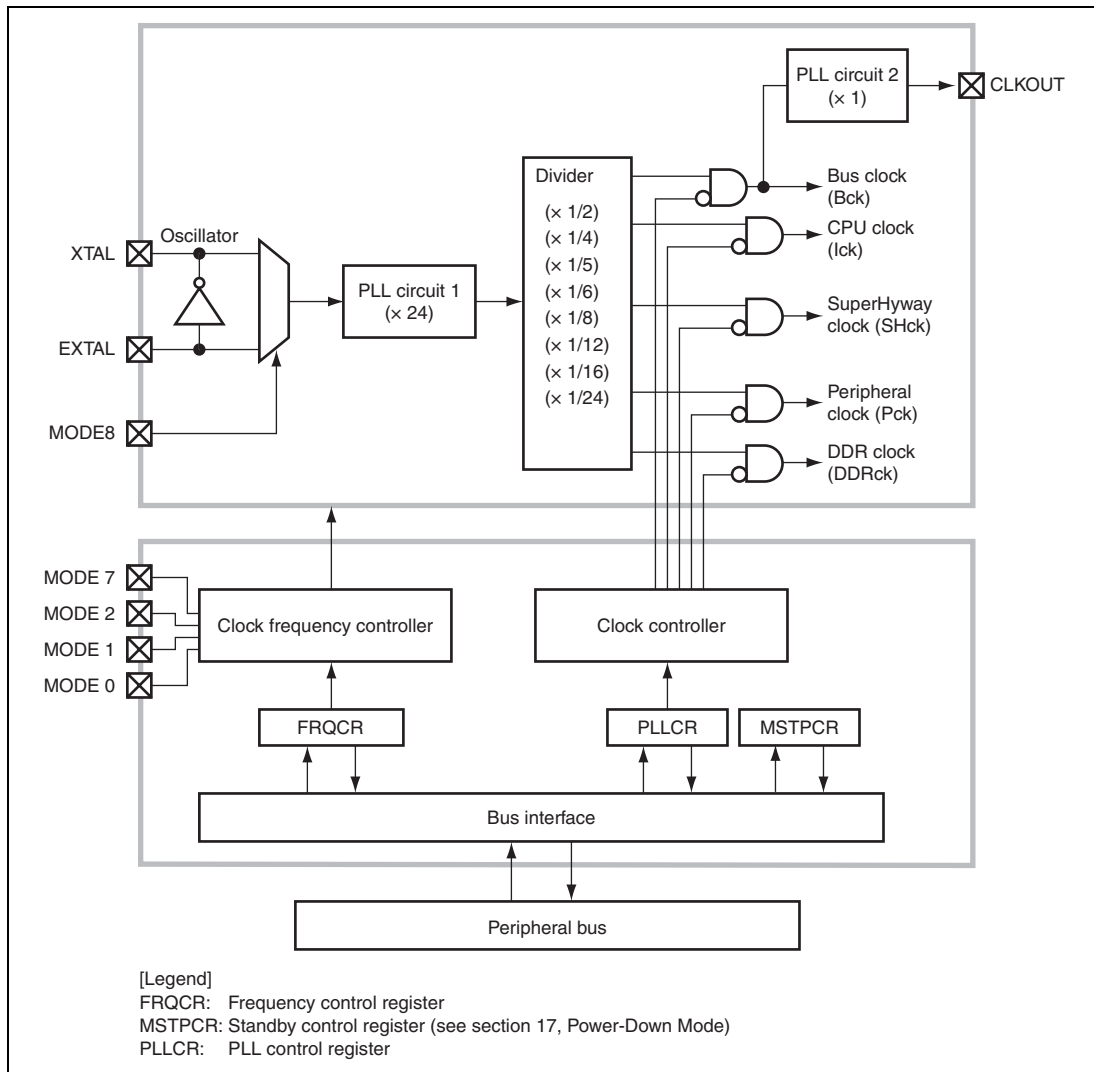 PLL circuit 2
(× 1)
CLKOUT
Divider
(× 1/2)
(× 1/4)
(× 1/5)
(× 1/6)
(× 1/8)
(× 1/12)
(× 1/16)
(× 1/24)
Bus clock
(Bck)
CPU clock
(Ick)
SuperHyway
clock (SHck)
Peripheral
clock (Pck)
DDR clock
(DDRck)
XTAL
Oscillator
PLL circuit 1
(× 24)
EXTAL
MODE8
MODE 7
MODE 2
MODE 1
MODE 0
Clock frequency controller
Clock controller
FRQCR
PLLCR
MSTPCR
Bus interface
Peripheral bus
[Legend]
FRQCR: Frequency control register
MSTPCR: Standby control register (see section 17, Power-Down Mode)
PLLCR: PLL control register